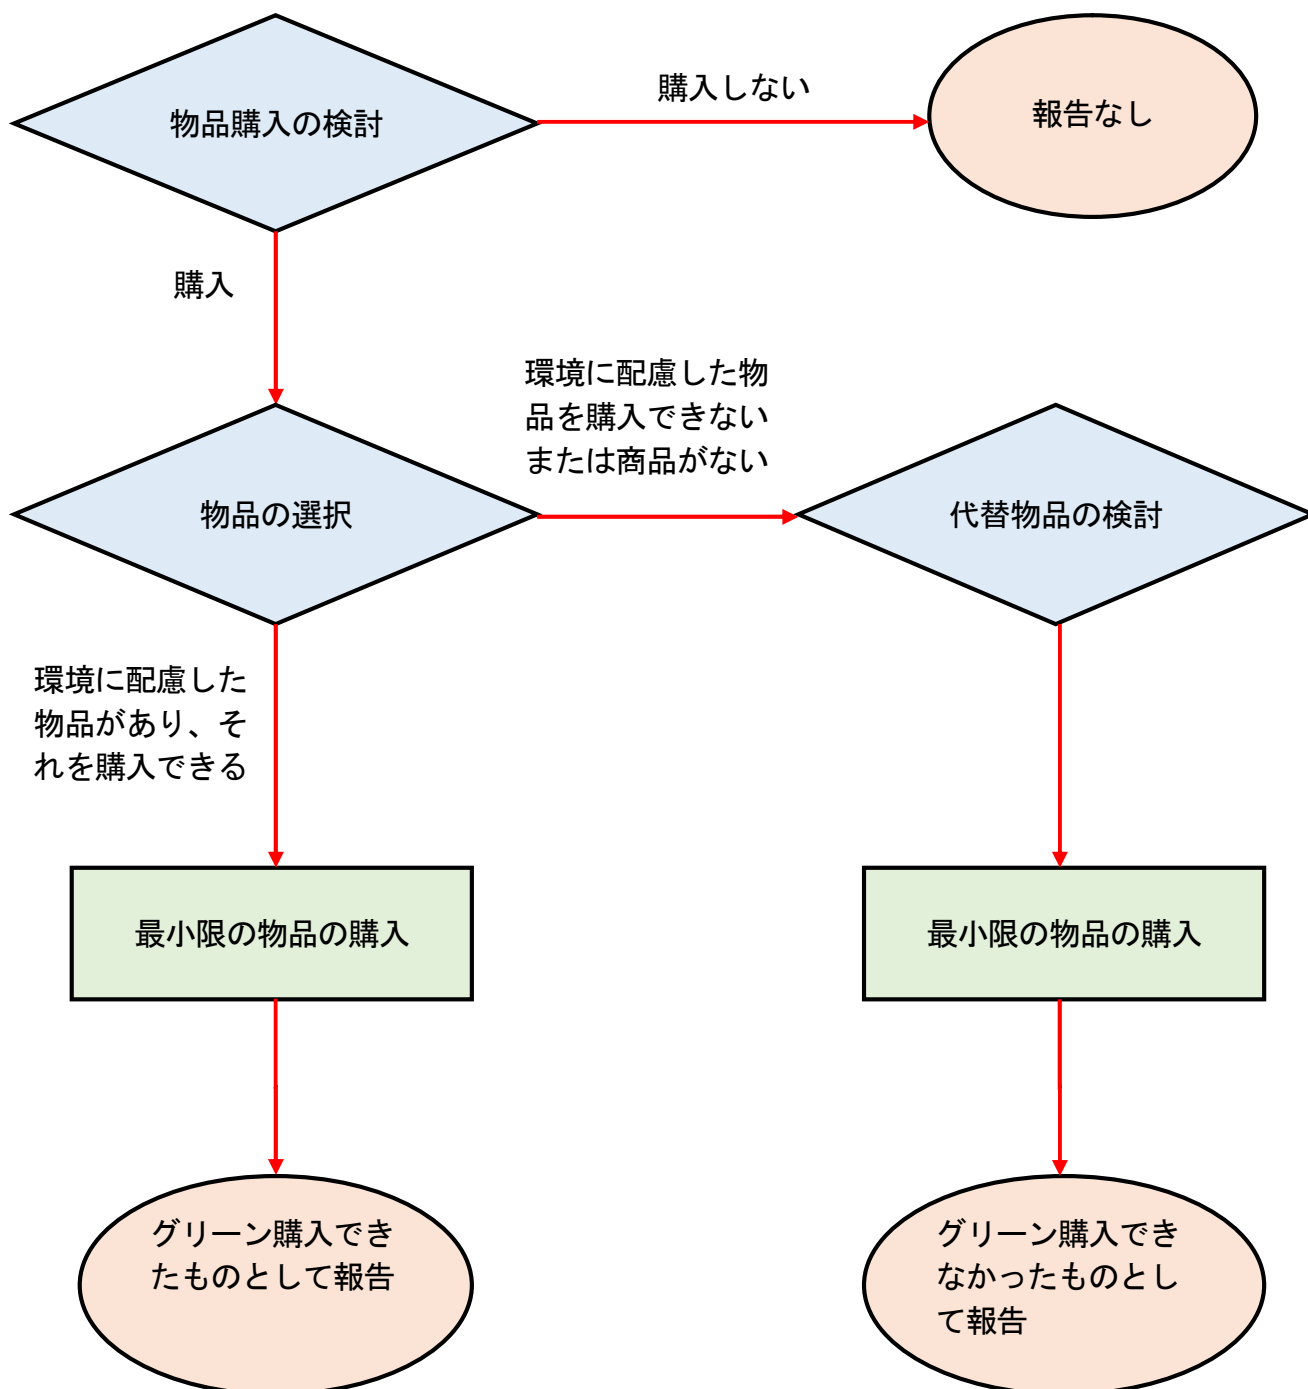 物品購入の検討
購入しない
報告なし
購入
環境に配慮した物
品を購入できない
または商品がない
物品の選択
代替物品の検討
環境に配慮した
物品があり、そ
れを購入できる
最小限の物品の購入
最小限の物品の購入
グリーン購入でき
たものとして報告
グリーン購入でき
なかったものとし
て報告